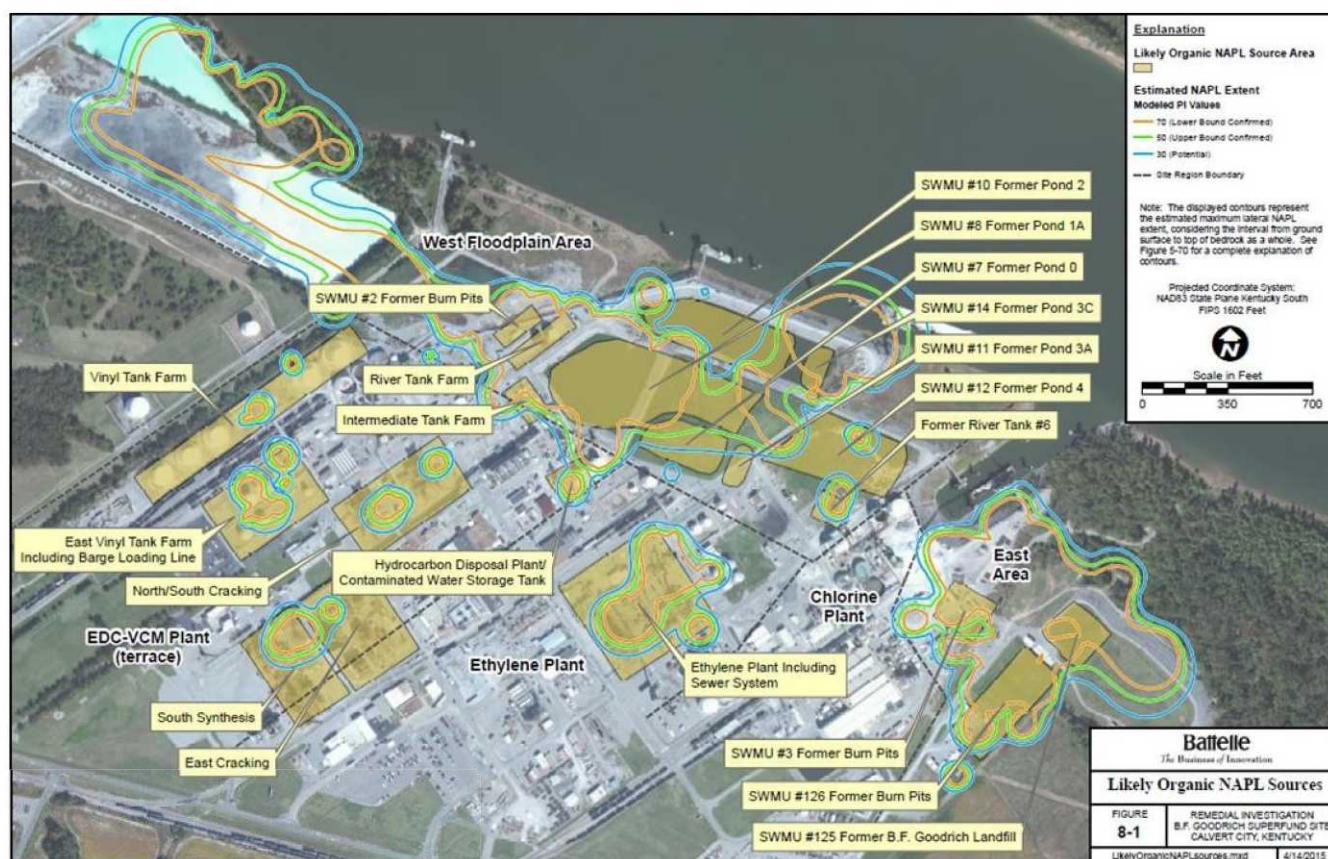 Explanation
Likely Organic NAPL Source Area
Estimated NAPL Extent
Modeled PI Values
70 (Lower Bound Confirmed)
50 (Upper Bound Confirmed)
30 (Potential)
Site Region Boundary
Note: The displayed contours represent
the estimated maximum lateral NAPL
extent, considering the interval from ground
surface to top of bedrock as a whole. See
Figure 5-70 for a complete explanation of
contours.
Projected Coordinate System:
NAD83 State Plane Kentucky South
FIPS 1602 Feet
N
Scale in Feet
0 350 700
SWMU #10 Former Pond 2
SWMU #8 Former Pond 1A
SWMU #7 Former Pond 0
SWMU #14 Former Pond 3C
SWMU #11 Former Pond 3A
SWMU #12 Former Pond 4
Former River Tank #6
West Floodplain Area
SWMU #2 Former Burn Pits
Vinyl Tank Farm
River Tank Farm
Intermediate Tank Farm
East Vinyl Tank Farm
Including Barge Loading Line
North/South Cracking
Hydrocarbon Disposal Plant/
Contaminated Water Storage Tank
East
Area
Chlorine
Plant
EDC-VCM Plant
(terrace)
Ethylene Plant
Ethylene Plant Including
Sewer System
South Synthesis
East Cracking
SWMU #3 Former Burn Pits
SWMU #126 Former Burn Pits
SWMU #125 Former B.F. Goodrich Landfill
Battelle
The Business of Innovation
Likely Organic NAPL Sources
FIGURE
8-1
REMEDIAL INVESTIGATION
B.F. GOODRICH SUPERFUND SITE
CALVERT CITY, KENTUCKY
LikelyOrganicNAPLsources.mxd 4/14/2015